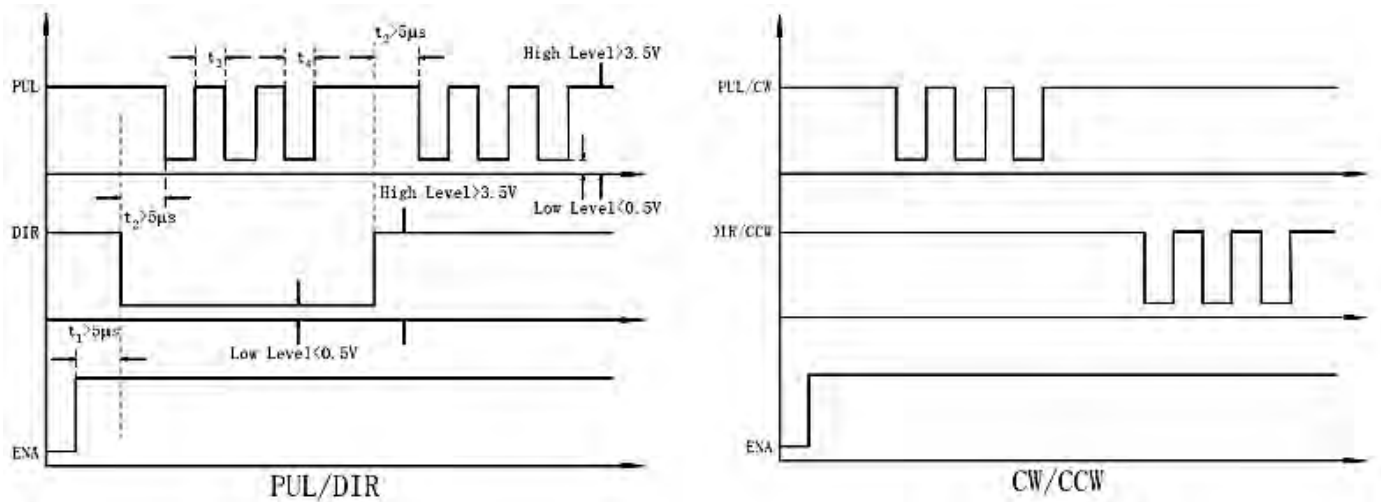 t₂>5μs
High Level>3.5V
t₃
t₄
PUL
High Level>3.5V
Low Level<0.5V
t₂>5μs
DIR
t₁>5μs
Low Level<0.5V
ENA
PUL/DIR
PUL/CW
DIR/CCW
ENA
CW/CCW